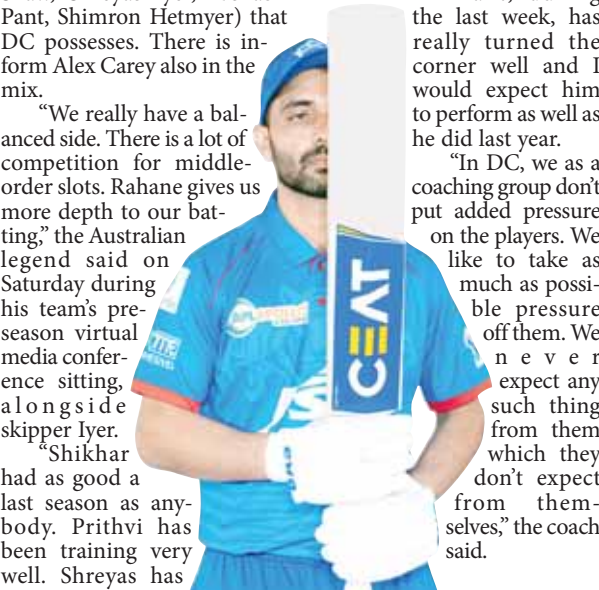 Pant, Shimron Hetmyer) that
DC possesses. There is in-
form Alex Carey also in the
mix.
“We really have a bal-
anced side. There is a lot of
competition for middle-
order slots. Rahane gives us
more depth to our bat-
ting,” the Australian
legend said on
Saturday during
his team’s pre-
season virtual
media confer-
ence sitting,
alongside
skipper Iyer.
“Shikhar
had as good a
last season as any-
body. Prithvi has
been training very
well. Shreyas has
the last week, has
really turned the
corner well and I
would expect him
to perform as well as
he did last year.
“In DC, we as a
coaching group don’t
put added pressure
on the players. We
like to take as
much as possi-
ble pressure
off them. We
never
expect any
such thing
from them
which they
don’t expect
from them-
selves,” the coach
said.
CEAT